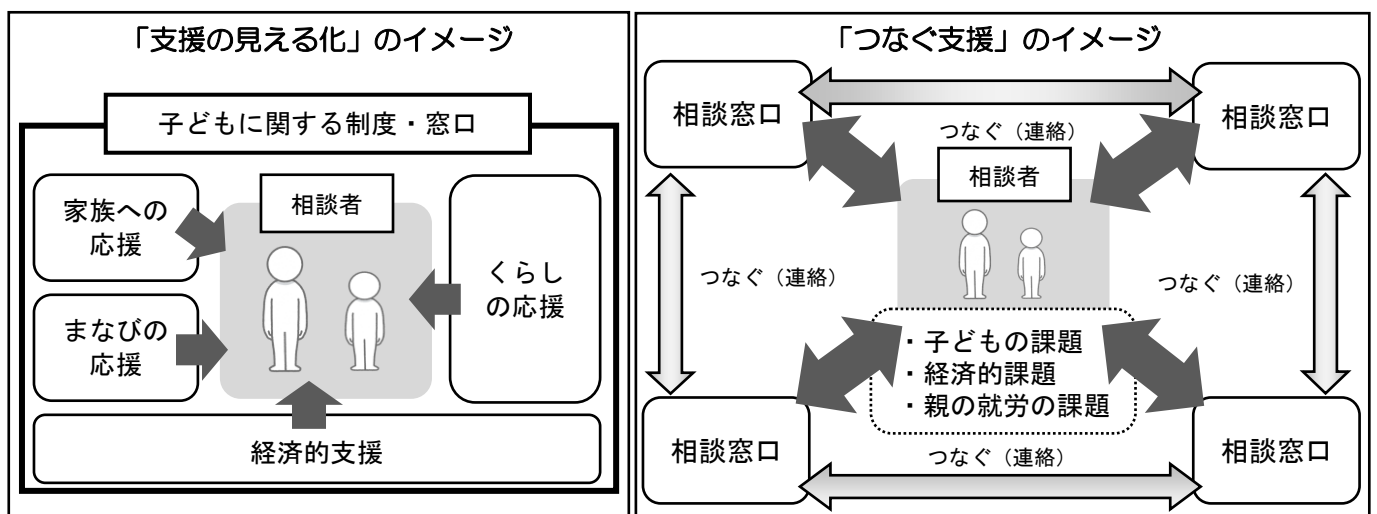 「支援の見える化」のイメージ
子どもに関する制度・窓口
家族への
応援
相談者
くらし
の応援
まなびの
応援
経済的支援
「つなぐ支援」のイメージ
相談窓口
相談窓口
つなぐ（連絡）
相談者
つなぐ（連絡）
つなぐ（連絡）
・子どもの課題
・経済的課題
・親の就労の課題
相談窓口
相談窓口
つなぐ（連絡）